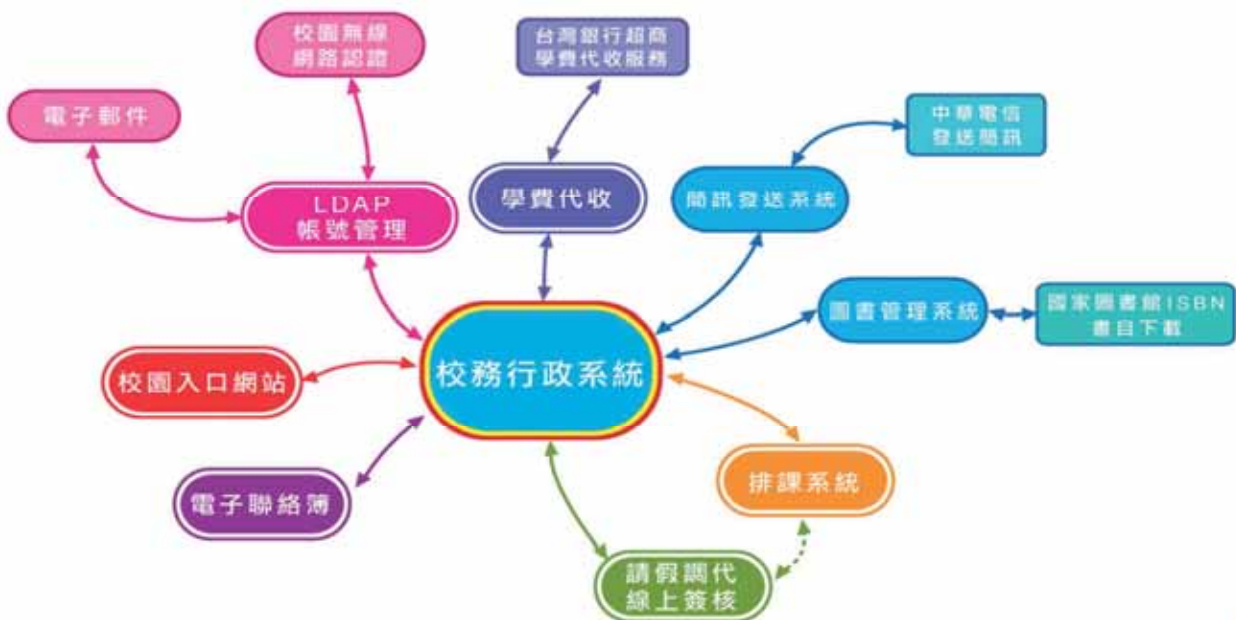 校園無線
網路認證
台灣銀行超商
學費代收服務
電子郵件
中華電信
發送簡訊
LDAP
帳號管理
學費代收
簡訊發送系統
圖書管理系統
國家圖書館ISBN
書目下載
校務行政系統
校園入口網站
電子聯絡簿
排課系統
請假調代
線上簽核